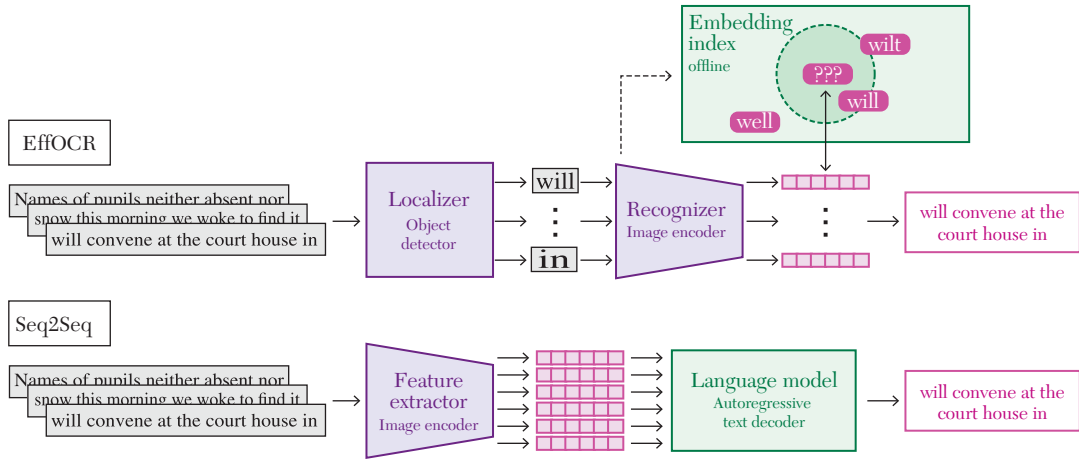 Embedding
index
offline
wilt
???
will
well
EffOCR
Names of pupils neither absent nor
snow this morning we woke to find it
will convene at the court house in
Localizer
Object
detector
will
in
Recognizer
Image encoder
will convene at the
court house in
Seq2Seq
Names of pupils neither absent nor
snow this morning we woke to find it
will convene at the court house in
Feature
extractor
Image encoder
Language model
Autoregressive
text decoder
will convene at the
court house in